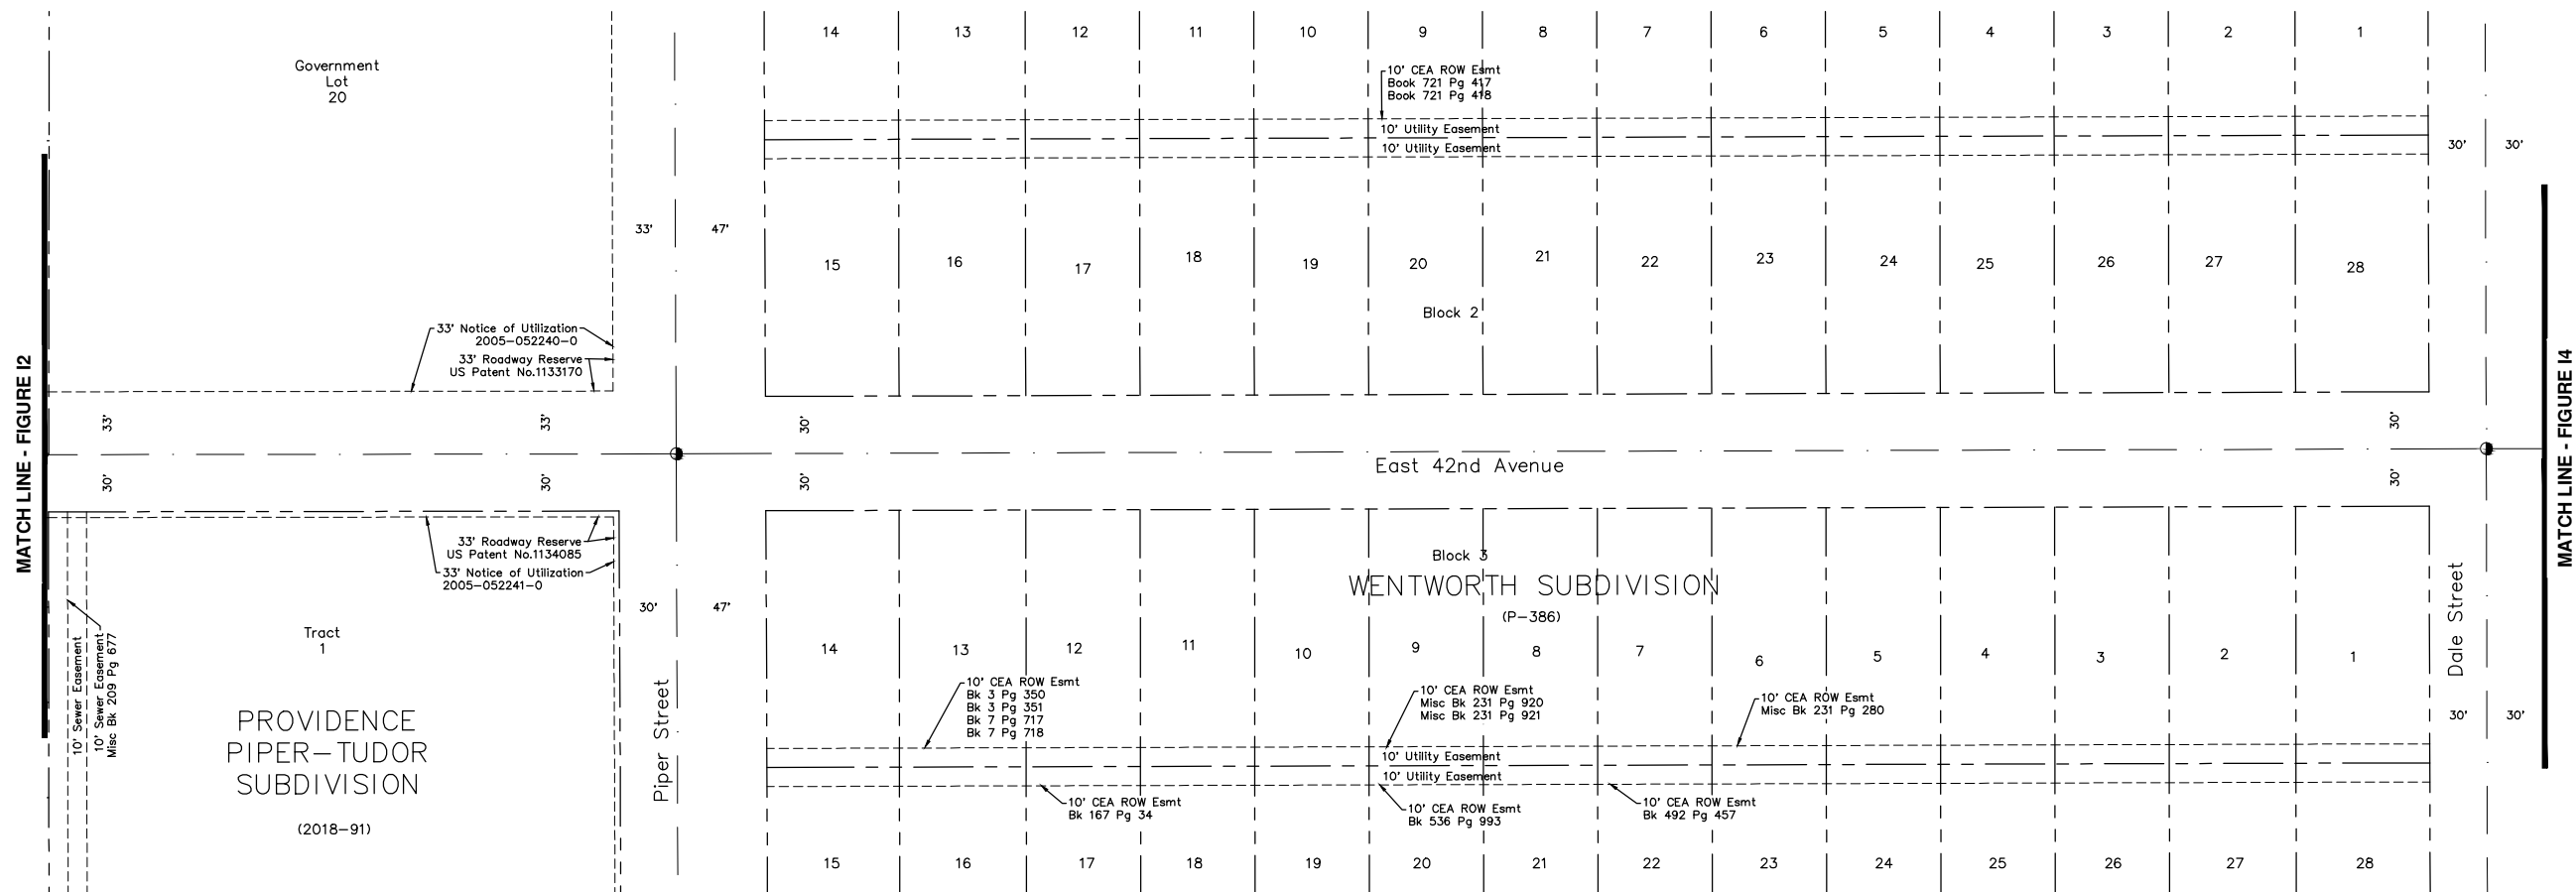 Government
Lot
20
14
13
12
11
10
9
8
7
6
5
4
3
2
1
10' CEA ROW Esmt
Book 721 Pg 417
Book 721 Pg 418
10' Utility Easement
10' Utility Easement
30'
30'
33'
47'
15
16
17
18
19
20
21
22
23
24
25
26
27
28
Block 2
33' Notice of Utilization
2005-052240-0
33' Roadway Reserve
US Patent No.1133170
MATCH LINE - FIGURE I2
MATCH LINE - FIGURE I4
33'
33'
30'
30'
30'
30'
30'
30'
East 42nd Avenue
33' Roadway Reserve
US Patent No.1134085
33' Notice of Utilization
2005-052241-0
Block 3
WENTWORTH SUBDIVISION
(P-386)
30'
47'
Tract
1
14
13
12
11
10
9
8
7
6
5
4
3
2
1
Dale Street
10' Sewer Easement
10' Sewer Easement
Misc Bk 209 Pg 677
PROVIDENCE
PIPER-TUDOR
SUBDIVISION
(2018-91)
Piper Street
10' CEA ROW Esmt
Bk 3 Pg 350
Bk 3 Pg 351
Bk 7 Pg 717
Bk 7 Pg 718
10' CEA ROW Esmt
Misc Bk 231 Pg 920
Misc Bk 231 Pg 921
10' CEA ROW Esmt
Misc Bk 231 Pg 280
30'
30'
10' Utility Easement
10' Utility Easement
10' CEA ROW Esmt
Bk 167 Pg 34
10' CEA ROW Esmt
Bk 536 Pg 993
10' CEA ROW Esmt
Bk 492 Pg 457
15
16
17
18
19
20
21
22
23
24
25
26
27
28